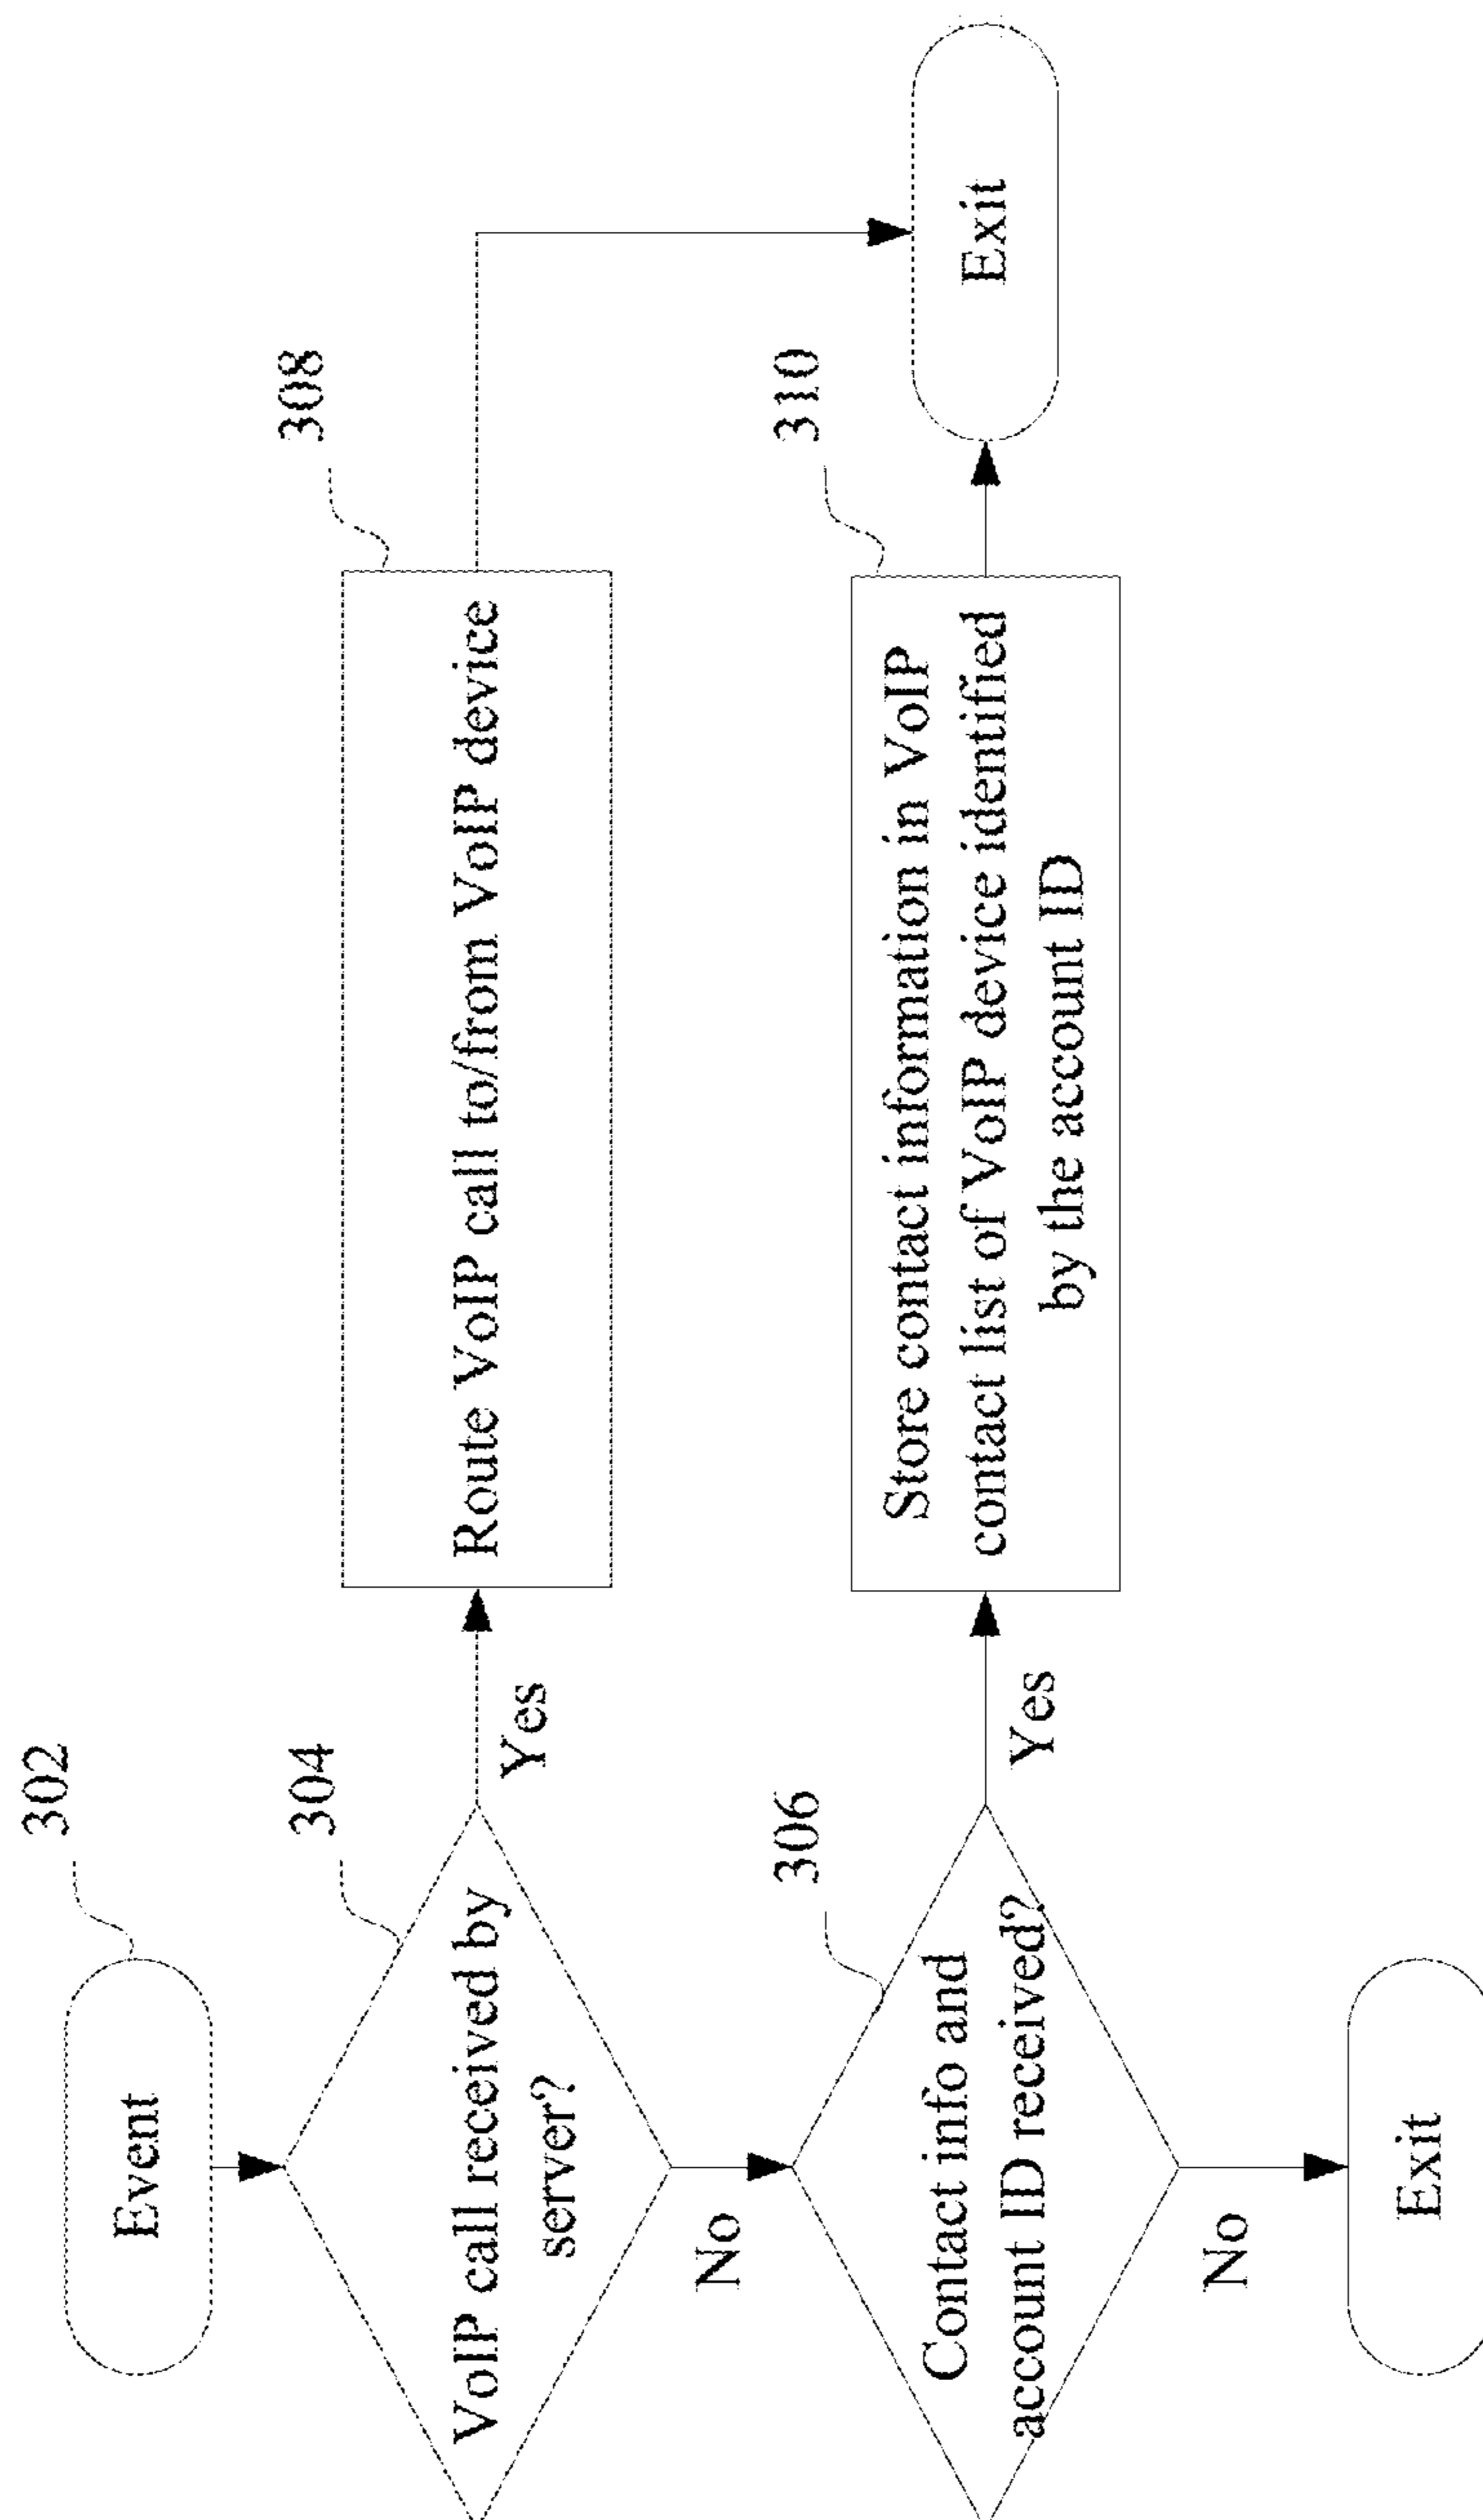 302
Event
304
VoIP call received by
server?
Yes
308
Route VoIP call to/from VoIP device
No
306
Contact info and
account ID received?
Yes
310
Store contact information in VoIP
contact list of VoIP device identified
by the account ID
Exit
No
Exit